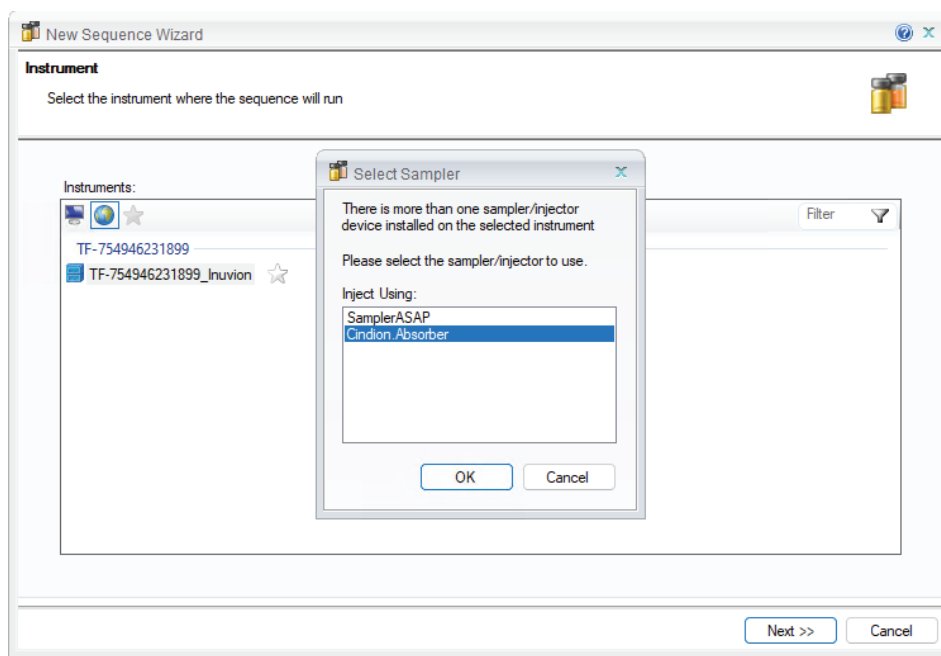 New Sequence Wizard
Instrument
Select the instrument where the sequence will run
Instruments:
Filter
TF-754946231899
TF-754946231899_Inuvion
Select Sampler
There is more than one sampler/injector
device installed on the selected instrument
Please select the sampler/injector to use.
Inject Using:
SamplerASAP
Cindion.Absorber
OK
Cancel
Next >>
Cancel